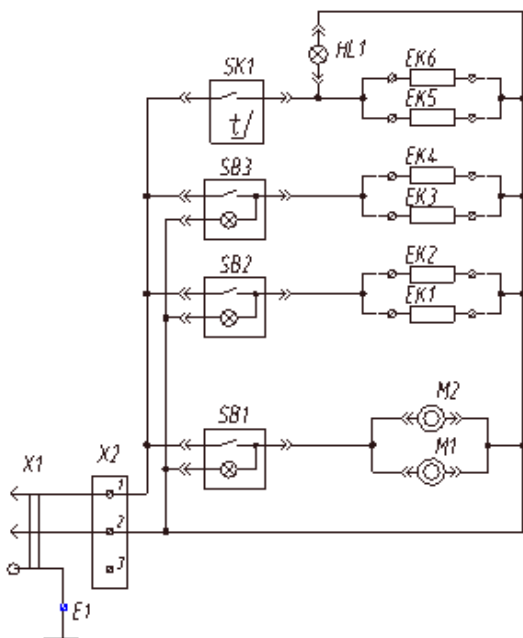 HL1
SK1
EK6
EK5
t/
SB3
EK4
EK3
SB2
EK2
EK1
SB1
M2
M1
X1
X2
1
2
3
E1